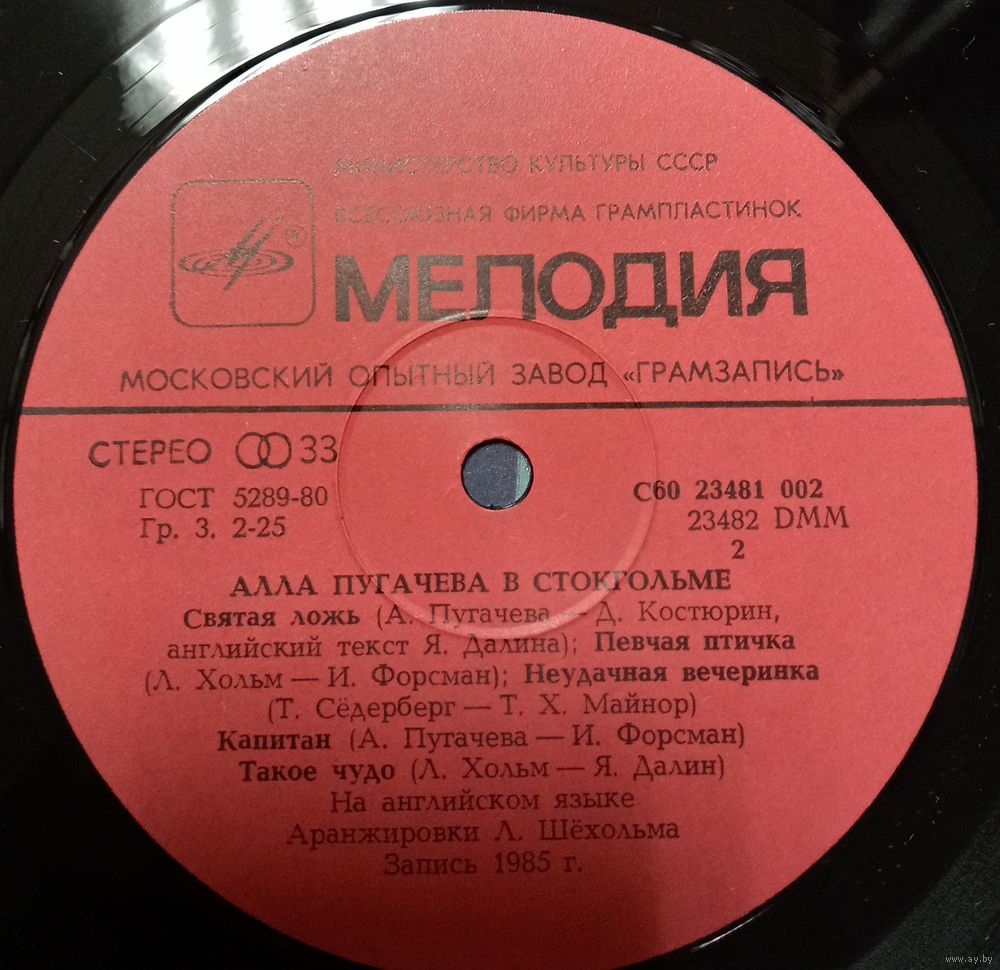 МИНИСТЕРСТВО КУЛЬТУРЫ СССР
ВСЕСОЮЗНАЯ ФИРМА ГРАМПЛАСТИНОК
®
МЕЛОДИЯ
МОСКОВСКИЙ ОПЫТНЫЙ ЗАВОД «ГРАМЗАПИСЬ»
СТЕРЕО 33
ГОСТ 5289-80
Гр. 3. 2-25
С60 23481 002
23482 DMM
2
АЛЛА ПУГАЧЕВА В СТОКГОЛЬМЕ
Святая ложь (А. Пугачева — Д. Костюрин,
английский текст Я. Далина); Певчая птичка
(Л. Хольм — И. Форсман); Неудачная вечеринка
(Т. Сёдерберг — Т. Х. Майнор)
Капитан (А. Пугачева — И. Форсман)
Такое чудо (Л. Хольм — Я. Далин)
На английском языке
Аранжировки Л. Шёхольма
Запись 1985 г.
www.ay.by